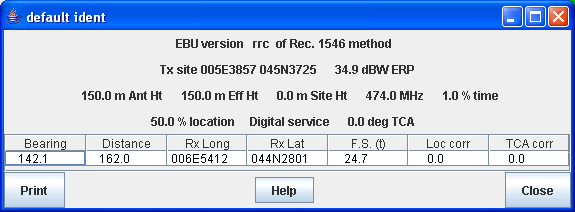 default ident
EBU version rrc of Rec. 1546 method
Tx site 005E3857 045N3725 34.9 dBW ERP
150.0 m Ant Ht 150.0 m Eff Ht 0.0 m Site Ht 474.0 MHz 1.0 % time
50.0 % location Digital service 0.0 deg TCA
Bearing Distance Rx Long Rx Lat F.S. (t) Loc corr TCA corr
142.1 162.0 006E5412 044N2801 24.7 0.0 0.0
Print Help Close